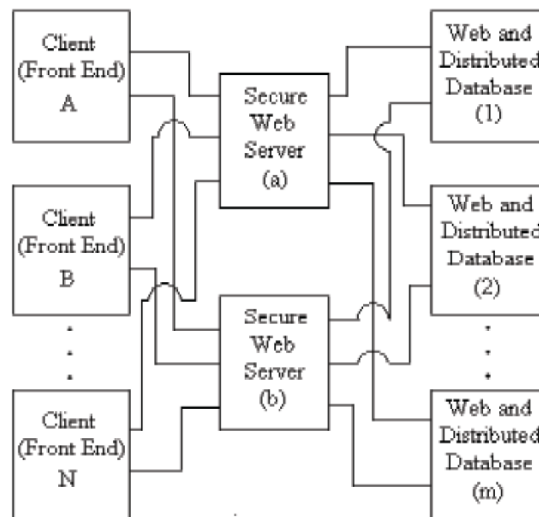 Client
(Front End)
A
Client
(Front End)
B
Client
(Front End)
N
Secure
Web
Server
(a)
Secure
Web
Server
(b)
Web and
Distributed
Database
(1)
Web and
Distributed
Database
(2)
Web and
Distributed
Database
(m)